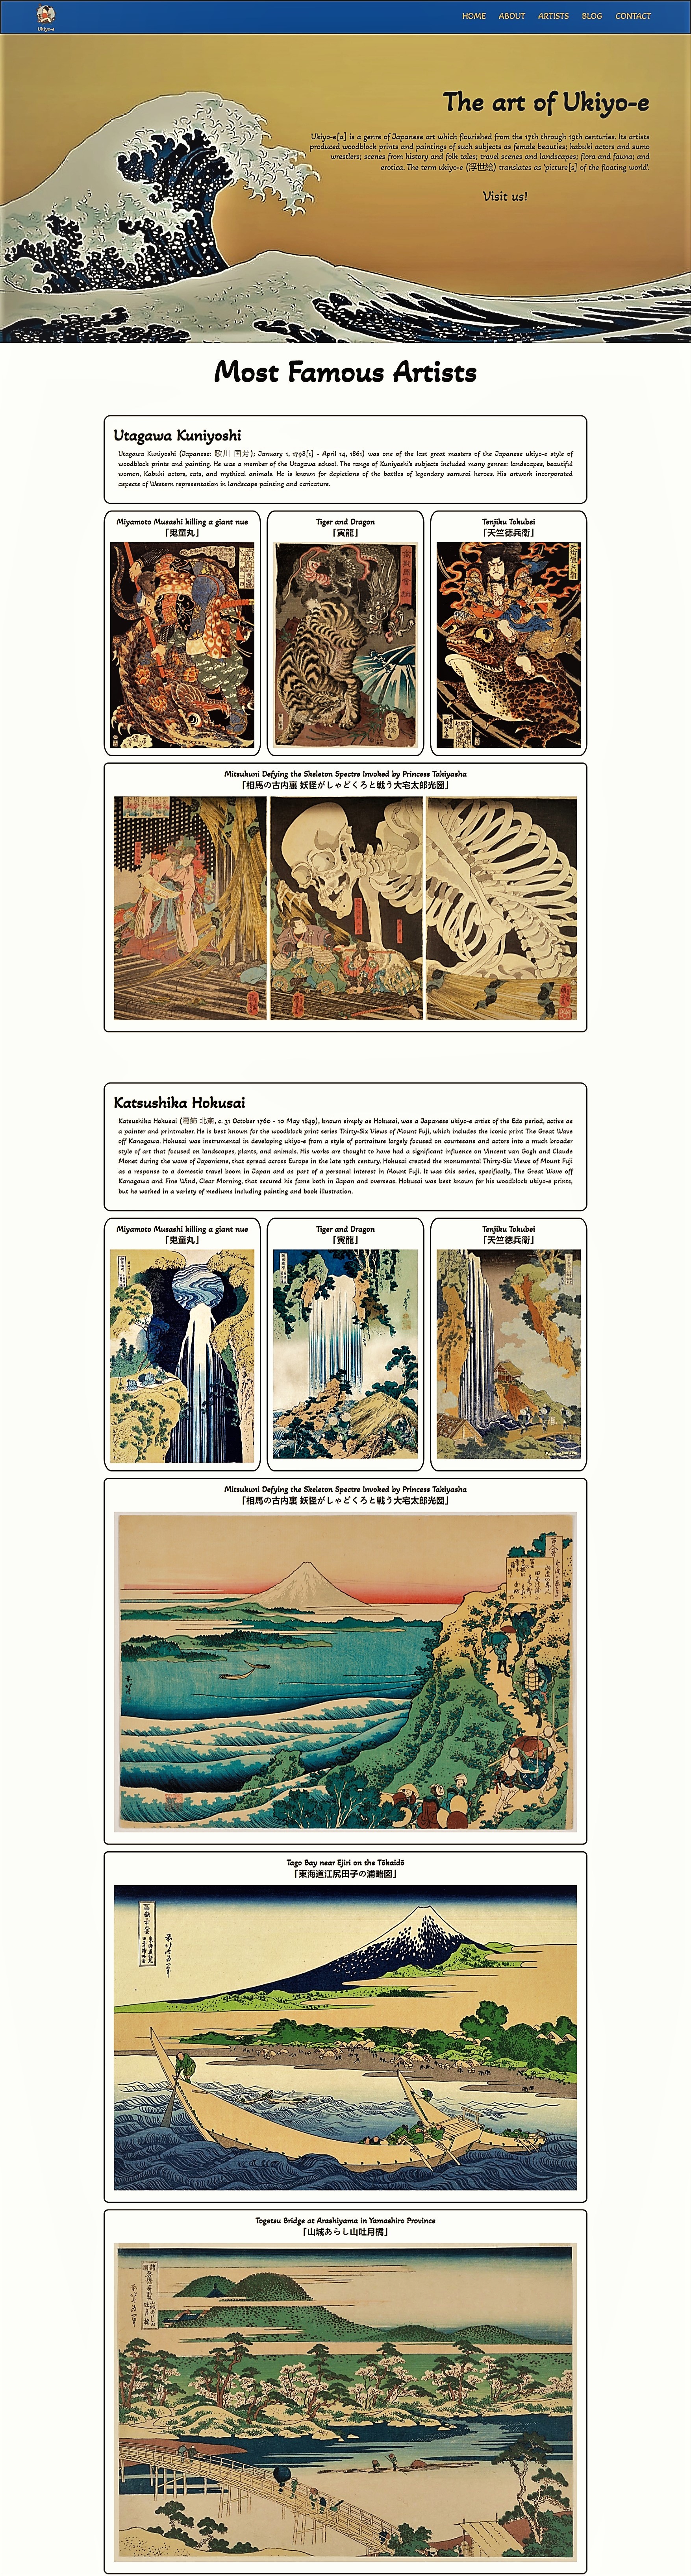 Ukiyo-e
HOME ABOUT ARTISTS BLOG CONTACT
The art of Ukiyo-e
Ukiyo-e[a] is a genre of Japanese art which flourished from the 17th through 19th centuries. Its artists
produced woodblock prints and paintings of such subjects as female beauties; kabuki actors and sumo
wrestlers; scenes from history and folk tales; travel scenes and landscapes; flora and fauna; and
erotica. The term ukiyo-e (浮世絵) translates as 'picture[s] of the floating world'.
Visit us!
Most Famous Artists
Utagawa Kuniyoshi
Utagawa Kuniyoshi (Japanese: 歌川 国芳); January 1, 1798[1] - April 14, 1861) was one of the last great masters of the Japanese ukiyo-e style of
woodblock prints and painting. He was a member of the Utagawa school. The range of Kuniyoshi's subjects included many genres: landscapes, beautiful
women, Kabuki actors, cats, and mythical animals. He is known for depictions of the battles of legendary samurai heroes. His artwork incorporated
aspects of Western representation in landscape painting and caricature.
Miyamoto Musashi killing a giant nue
「鬼童丸」
Tiger and Dragon
「寅龍」
Tenjiku Tokubei
「天竺徳兵衛」
Mitsukuni Defying the Skeleton Spectre Invoked by Princess Takiyasha
「相馬の古内裏 妖怪がしゃどくろと戦う大宅太郎光図」
Katsushika Hokusai
Katsushika Hokusai (葛飾 北斎, c. 31 October 1760 - 10 May 1849), known simply as Hokusai, was a Japanese ukiyo-e artist of the Edo period, active as
a painter and printmaker. He is best known for the woodblock print series Thirty-Six Views of Mount Fuji, which includes the iconic print The Great Wave
off Kanagawa. Hokusai was instrumental in developing ukiyo-e from a style of portraiture largely focused on courtesans and actors into a much broader
style of art that focused on landscapes, plants, and animals. His works are thought to have had a significant influence on Vincent van Gogh and Claude
Monet during the wave of Japonisme, that spread across Europe in the late 19th century. Hokusai created the monumental Thirty-Six Views of Mount Fuji
as a response to a domestic travel boom in Japan and as part of a personal interest in Mount Fuji. It was this series, specifically, The Great Wave off
Kanagawa and Fine Wind, Clear Morning, that secured his fame both in Japan and overseas. Hokusai was best known for his woodblock ukiyo-e prints,
but he worked in a variety of mediums including painting and book illustration.
Miyamoto Musashi killing a giant nue
「鬼童丸」
Tiger and Dragon
「寅龍」
Tenjiku Tokubei
「天竺徳兵衛」
Mitsukuni Defying the Skeleton Spectre Invoked by Princess Takiyasha
「相馬の古内裏 妖怪がしゃどくろと戦う大宅太郎光図」
Tago Bay near Ejiri on the Tōkaidō
「東海道江尻田子の浦略図」
Togetsu Bridge at Arashiyama in Yamashiro Province
「山城あらし山吐月橋」